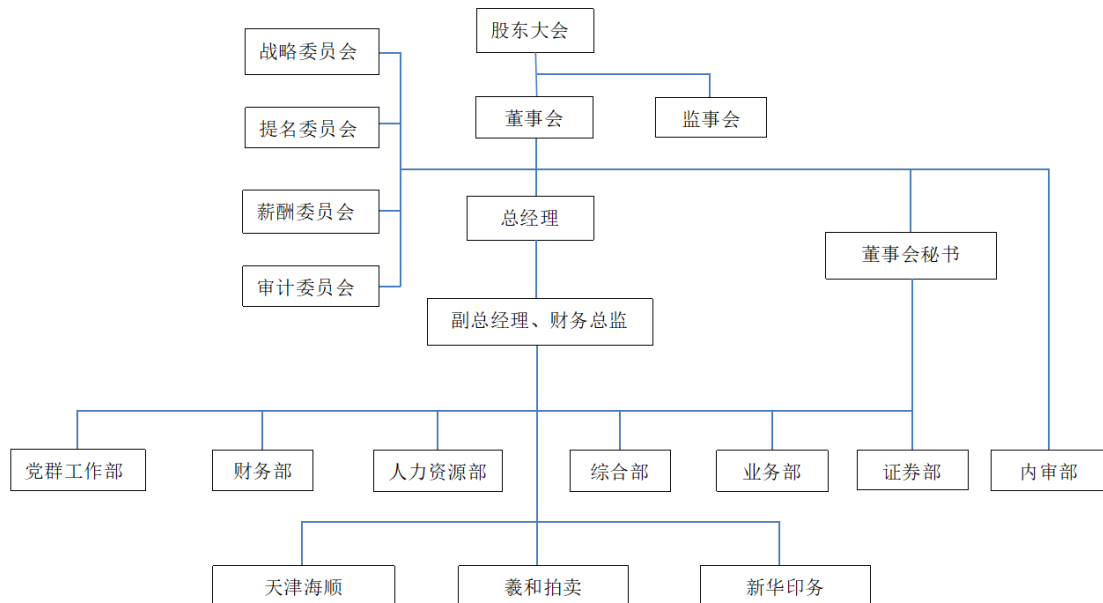 股东大会
战略委员会
董事会
监事会
提名委员会
薪酬委员会
总经理
董事会秘书
审计委员会
副总经理、财务总监
党群工作部
财务部
人力资源部
综合部
业务部
证券部
内审部
天津海顺
羲和拍卖
新华印务